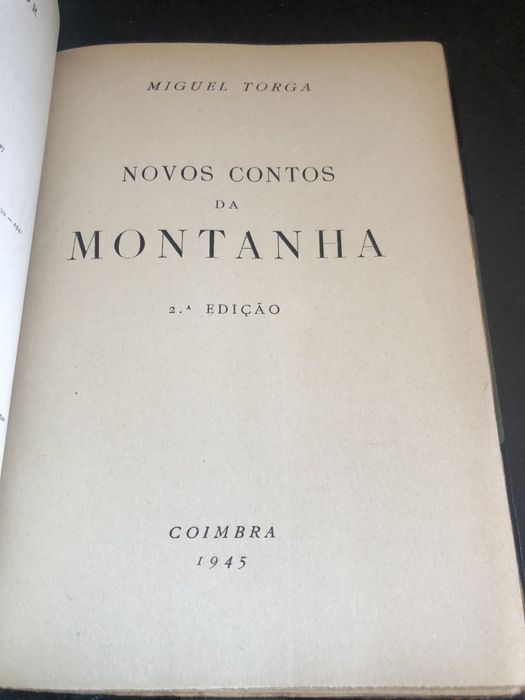 MIGUEL TORGA
NOVOS CONTOS
DA
MONTANHA
2.ª EDIÇÃO
COIMBRA
1945